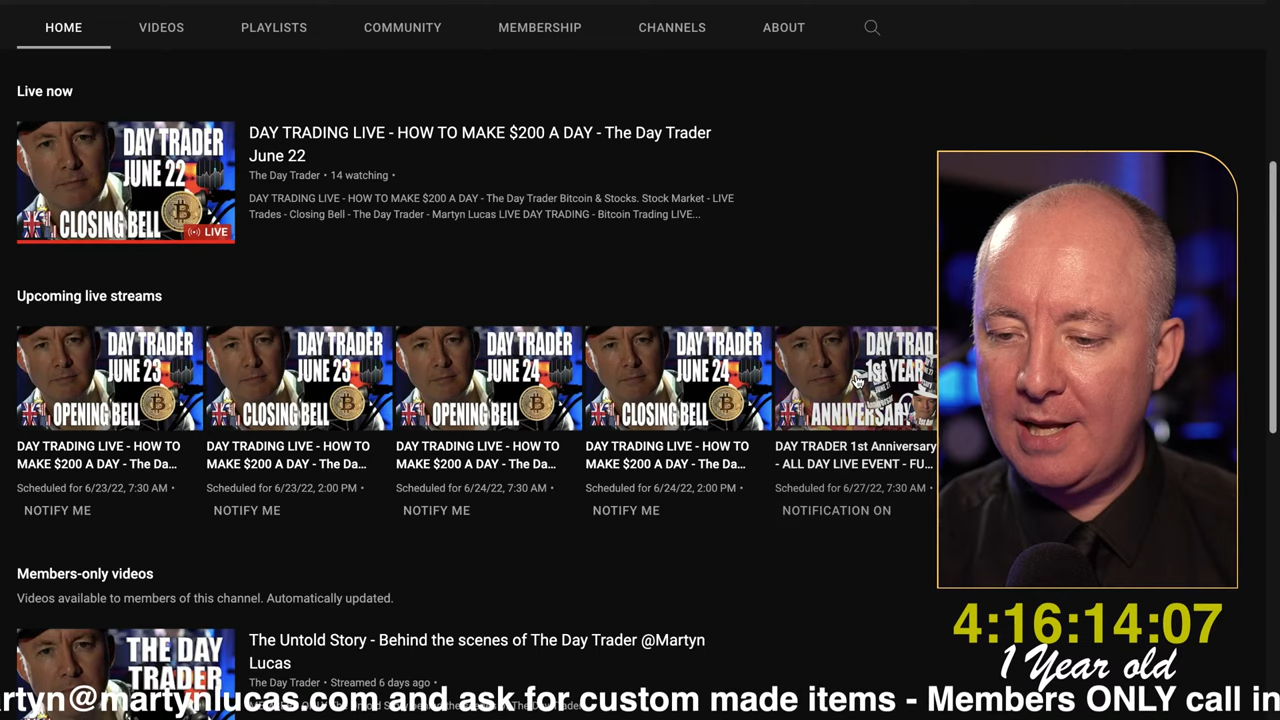 HOME
VIDEOS
PLAYLISTS
COMMUNITY
MEMBERSHIP
CHANNELS
ABOUT
Live now
DAY TRADER
JUNE 22
CLOSING BELL
LIVE
DAY TRADING LIVE - HOW TO MAKE $200 A DAY - The Day Trader
June 22
The Day Trader • 14 watching •
DAY TRADING LIVE - HOW TO MAKE $200 A DAY - The Day Trader Bitcoin & Stocks. Stock Market - LIVE
Trades - Closing Bell - The Day Trader - Martyn Lucas LIVE DAY TRADING - Bitcoin Trading LIVE...
Upcoming live streams
DAY TRADER
JUNE 23
OPENING BELL
DAY TRADING LIVE - HOW TO
MAKE $200 A DAY - The Da...
Scheduled for 6/23/22, 7:30 AM •
NOTIFY ME
DAY TRADER
JUNE 23
CLOSING BELL
DAY TRADING LIVE - HOW TO
MAKE $200 A DAY - The Da...
Scheduled for 6/23/22, 2:00 PM •
NOTIFY ME
DAY TRADER
JUNE 24
OPENING BELL
DAY TRADING LIVE - HOW TO
MAKE $200 A DAY - The Da...
Scheduled for 6/24/22, 7:30 AM •
NOTIFY ME
DAY TRADER
JUNE 24
CLOSING BELL
DAY TRADING LIVE - HOW TO
MAKE $200 A DAY - The Da...
Scheduled for 6/24/22, 2:00 PM •
NOTIFY ME
DAY TRAD
1st YEAR
ANNIVERSARY
DAY TRADER 1st Anniversary
- ALL DAY LIVE EVENT - FU...
Scheduled for 6/27/22, 7:30 AM •
NOTIFICATION ON
Members-only videos
Videos available to members of this channel. Automatically updated.
THE DAY
TRADER
The Untold Story - Behind the scenes of The Day Trader @Martyn
Lucas
The Day Trader • Streamed 6 days ago •
4:16:14:07
1 Year old
rtyn@martynlucas.com and ask for custom made items - Members ONLY call in